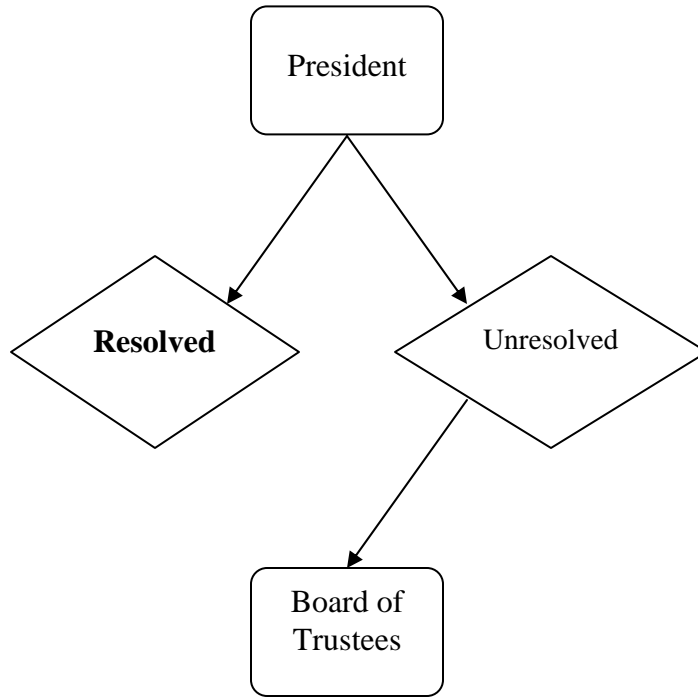 President
Resolved
Unresolved
Board of
Trustees